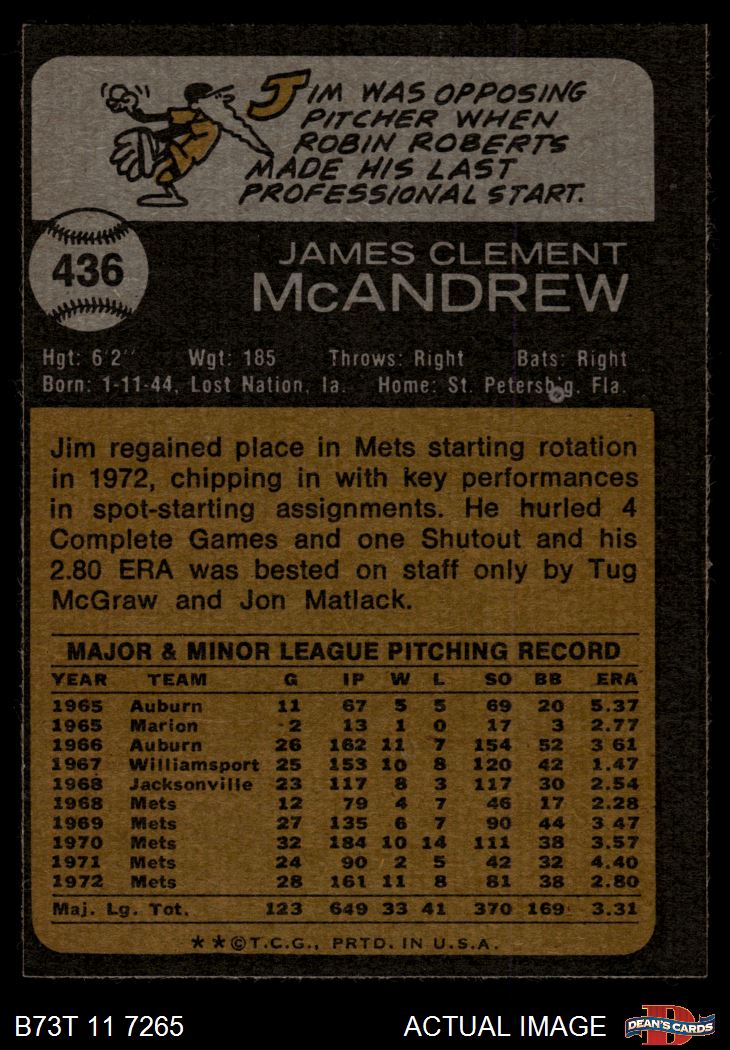 JIM WAS OPPOSING
PITCHER WHEN
ROBIN ROBERTS
MADE HIS LAST
PROFESSIONAL START.
436
JAMES CLEMENT
McANDREW
Hgt: 6'2" Wgt: 185 Throws: Right Bats: Right
Born: 1-11-44, Lost Nation, Ia. Home: St. Petersb'g, Fla.
Jim regained place in Mets starting rotation
in 1972, chipping in with key performances
in spot-starting assignments. He hurled 4
Complete Games and one Shutout and his
2.80 ERA was bested on staff only by Tug
McGraw and Jon Matlack.
MAJOR & MINOR LEAGUE PITCHING RECORD
YEAR TEAM G IP W L SO BB ERA
1965 Auburn 11 67 5 5 69 20 5.37
1965 Marion 2 13 1 0 17 3 2.77
1966 Auburn 26 162 11 7 154 52 3.61
1967 Williamsport 25 153 10 8 120 42 1.47
1968 Jacksonville 23 117 8 3 117 30 2.54
1968 Mets 12 79 4 7 46 17 2.28
1969 Mets 27 135 6 7 90 44 3.47
1970 Mets 32 184 10 14 111 38 3.57
1971 Mets 24 90 2 5 42 32 4.40
1972 Mets 28 161 11 8 81 38 2.80
Maj. Lg. Tot. 123 649 33 41 370 169 3.31
**©T.C.G., PRTD. IN U.S.A.
B73T 11 7265 ACTUAL IMAGE
D
DEAN'S CARDS